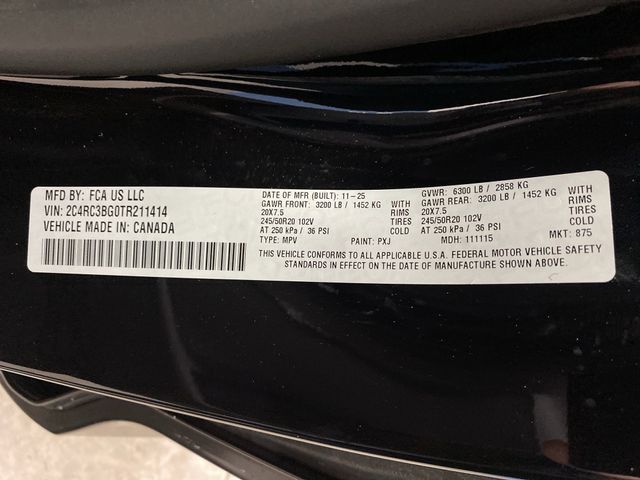 MFD BY: FCA US LLC
VIN: 2C4RC3BG0TR211414
VEHICLE MADE IN: CANADA
DATE OF MFR (BUILT): 11-25 GVWR: 6300 LB / 2858 KG
GAWR FRONT: 3200 LB / 1452 KG WITH GAWR REAR: 3200 LB / 1452 KG WITH
20X7.5 RIMS 20X7.5 RIMS
245/50R20 102V TIRES 245/50R20 102V TIRES
AT 250 kPa / 36 PSI COLD AT 250 kPa / 36 PSI COLD
TYPE: MPV PAINT: PXJ MDH: 111115 MKT: 875
THIS VEHICLE CONFORMS TO ALL APPLICABLE U.S.A. FEDERAL MOTOR VEHICLE SAFETY
STANDARDS IN EFFECT ON THE DATE OF MANUFACTURE SHOWN ABOVE.